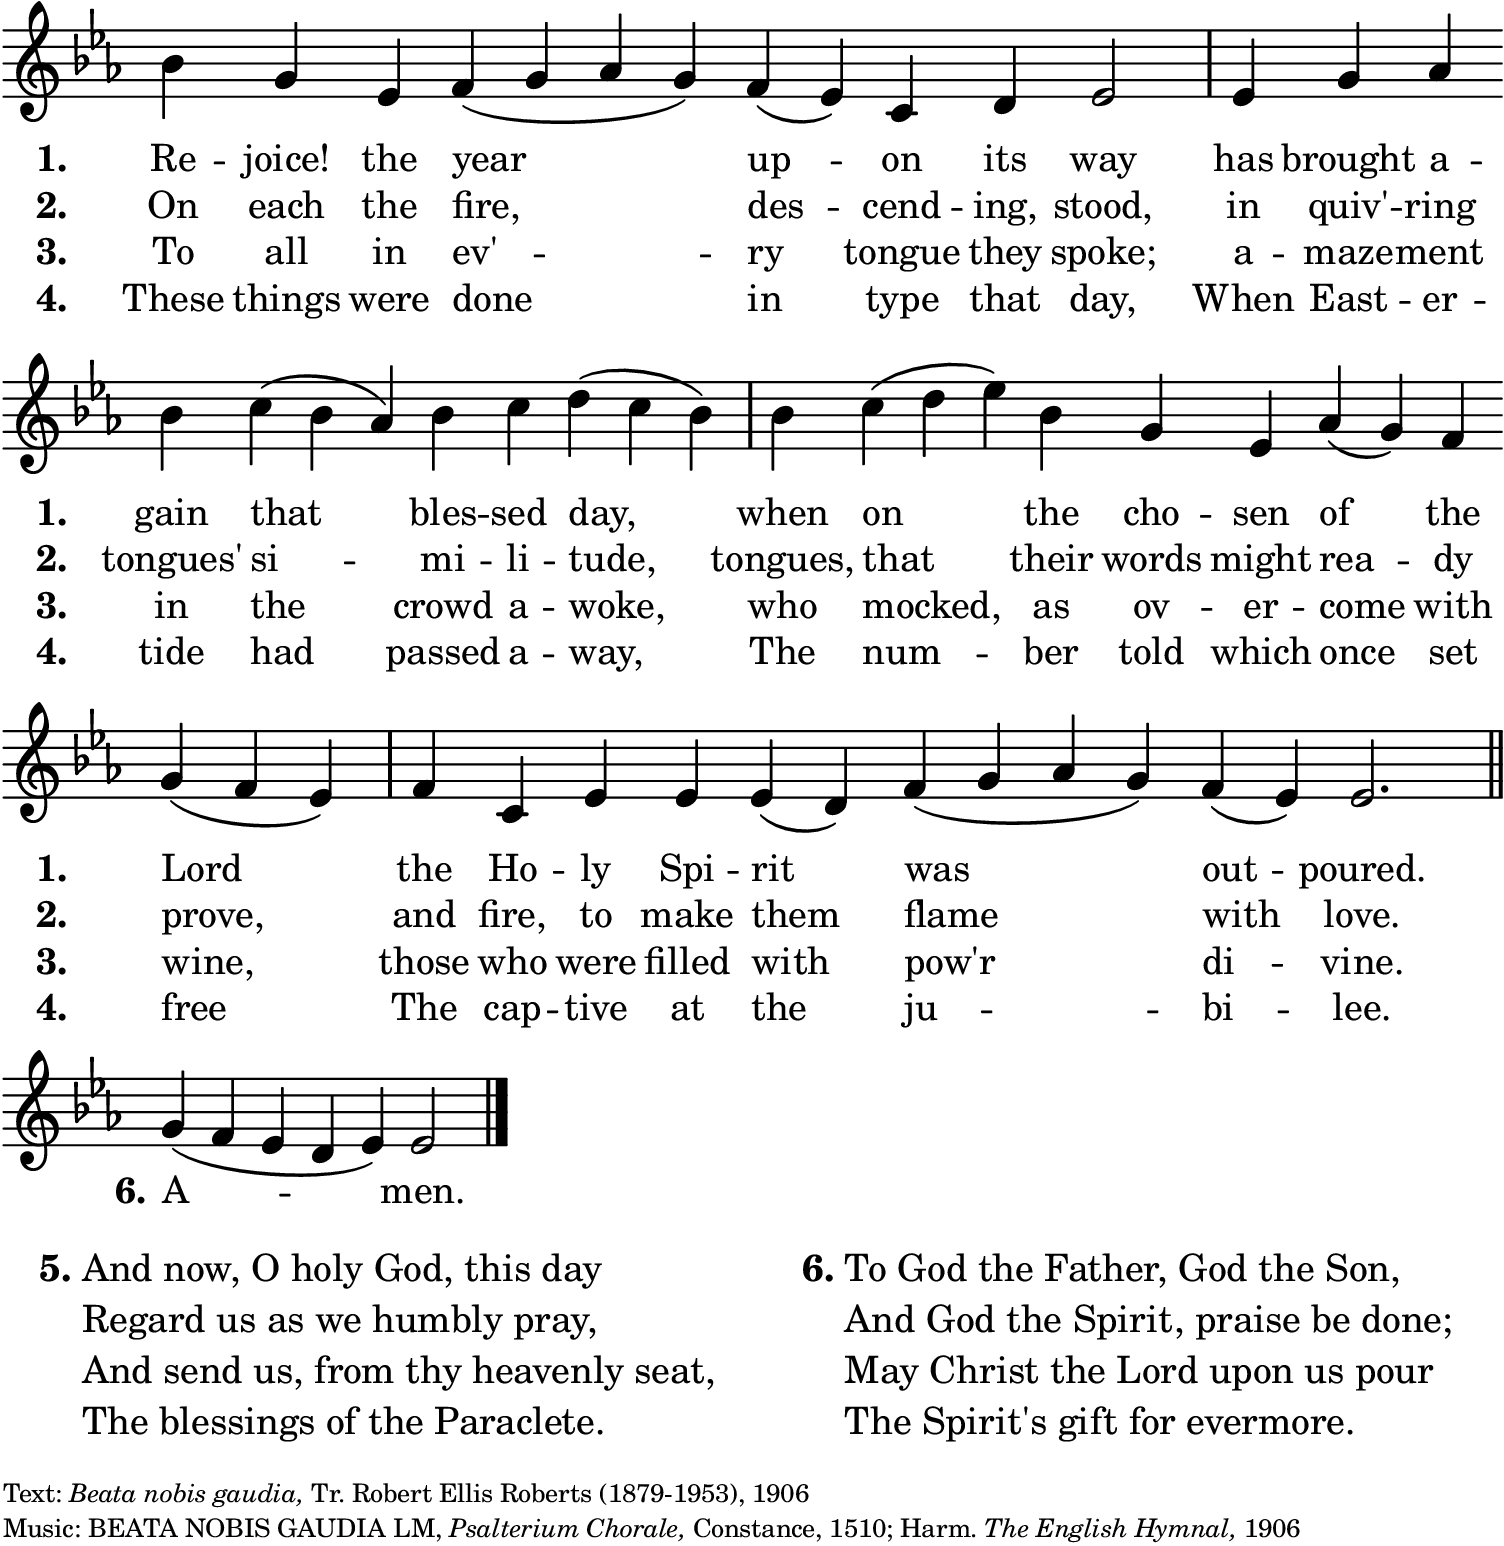 1. Re -- joice! the year up -- on its way has brought a --
2. On each the fire, des -- cend -- ing, stood, in quiv' -- ring
3. To all in ev' -- -- ry tongue they spoke; a -- mazement
4. These things were done in type that day, When East -- er --
1. gain that bles -- sed day, when on the cho -- sen of the
2. tongues' si -- mi -- li -- tude, tongues, that their words might rea -- dy
3. in the crowd a -- woke, who mocked, as ov -- er -- come with
4. tide had passed a -- way, The num -- ber told which once set
1. Lord the Ho -- ly Spi -- rit was out -- poured.
2. prove, and fire, to make them flame with love.
3. wine, those who were filled with pow'r di -- vine.
4. free The cap -- tive at the ju -- -- bi -- lee.
6. A -- men.
5. And now, O holy God, this day
Regard us as we humbly pray,
And send us, from thy heavenly seat,
The blessings of the Paraclete.
6. To God the Father, God the Son,
And God the Spirit, praise be done;
May Christ the Lord upon us pour
The Spirit's gift for evermore.
Text: Beata nobis gaudia, Tr. Robert Ellis Roberts (1879-1953), 1906
Music: BEATA NOBIS GAUDIA LM, Psalterium Chorale, Constance, 1510; Harm. The English Hymnal, 1906